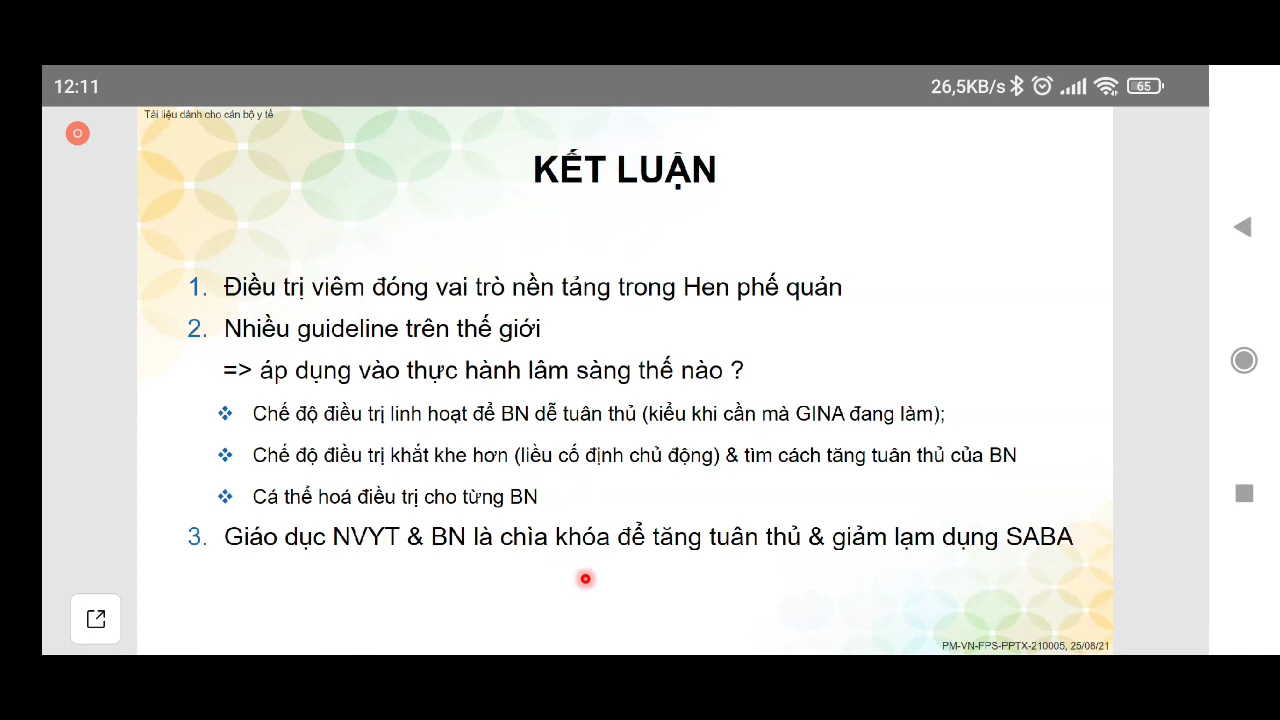 12:11
26,5KB/s
65
Tài liệu dành cho cán bộ y tế
KẾT LUẬN
1. Điều trị viêm đóng vai trò nền tảng trong Hen phế quản
2. Nhiều guideline trên thế giới
=> áp dụng vào thực hành lâm sàng thế nào ?
❖ Chế độ điều trị linh hoạt để BN dễ tuân thủ (kiểu khi cần mà GINA đang làm);
❖ Chế độ điều trị khắt khe hơn (liều cố định chủ động) & tìm cách tăng tuân thủ của BN
❖ Cá thể hoá điều trị cho từng BN
3. Giáo dục NVYT & BN là chìa khóa để tăng tuân thủ & giảm lạm dụng SABA
PM-VN-FPS-PPTX-210005, 25/08/21